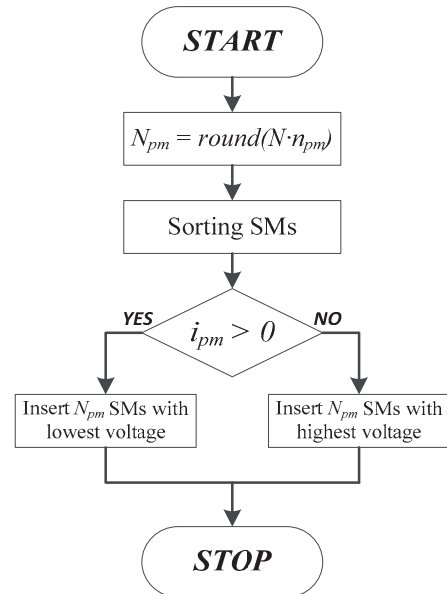 START
N_pm = round(N·n_pm)
Sorting SMs
i_pm > 0
YES
NO
Insert N_pm SMs with
lowest voltage
Insert N_pm SMs with
highest voltage
STOP